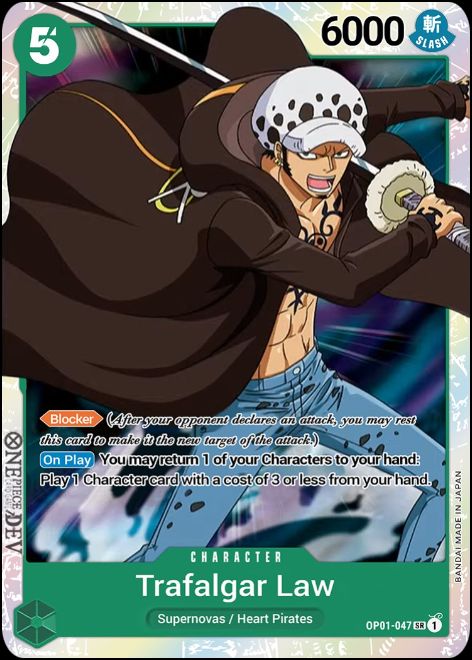 5
6000
斬
SLASH
Blocker (After your opponent declares an attack, you may rest
this card to make it the new target of the attack.)
On Play You may return 1 of your Characters to your hand:
Play 1 Character card with a cost of 3 or less from your hand.
ONE PIECE DEV
BANDAI MADE IN JAPAN
CHARACTER
Trafalgar Law
Supernovas / Heart Pirates
OP01-047 SR 1